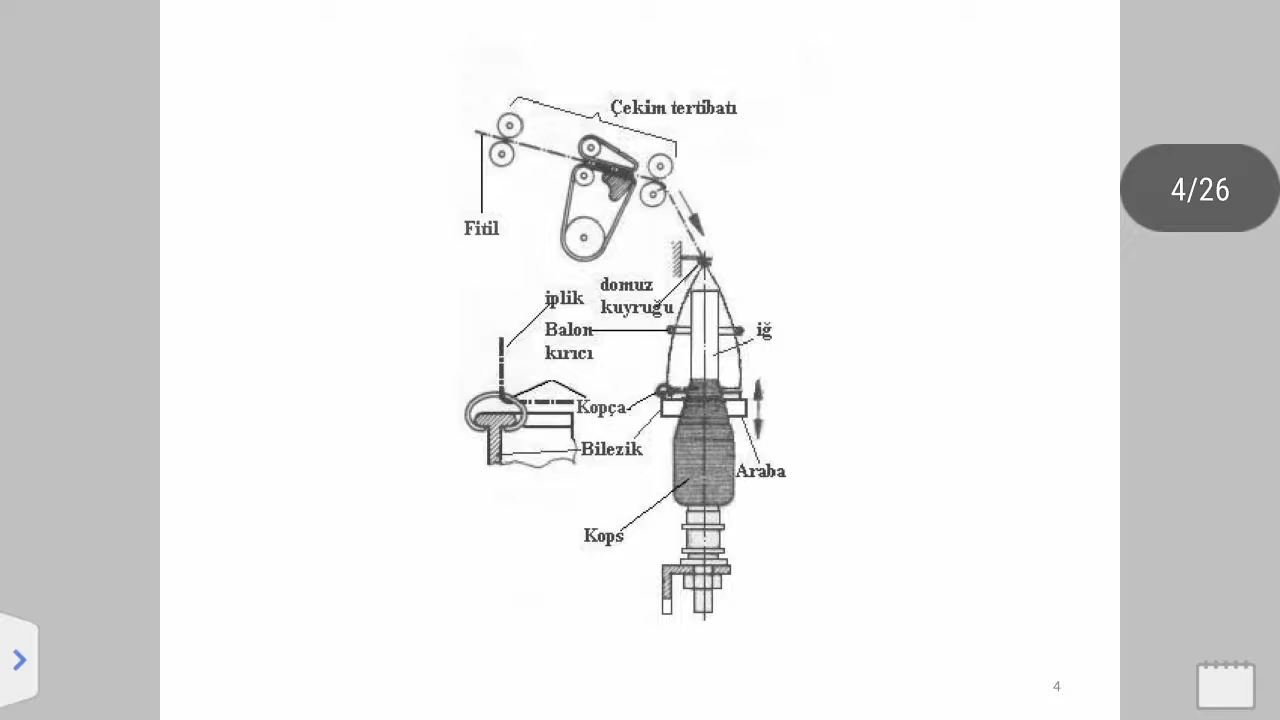 Çekim tertibatı
4/26
Fitil
domuz
kuyruğu
iplik
Balon
kırıcı
iğ
Kopça
Bilezik
Araba
Kops
4